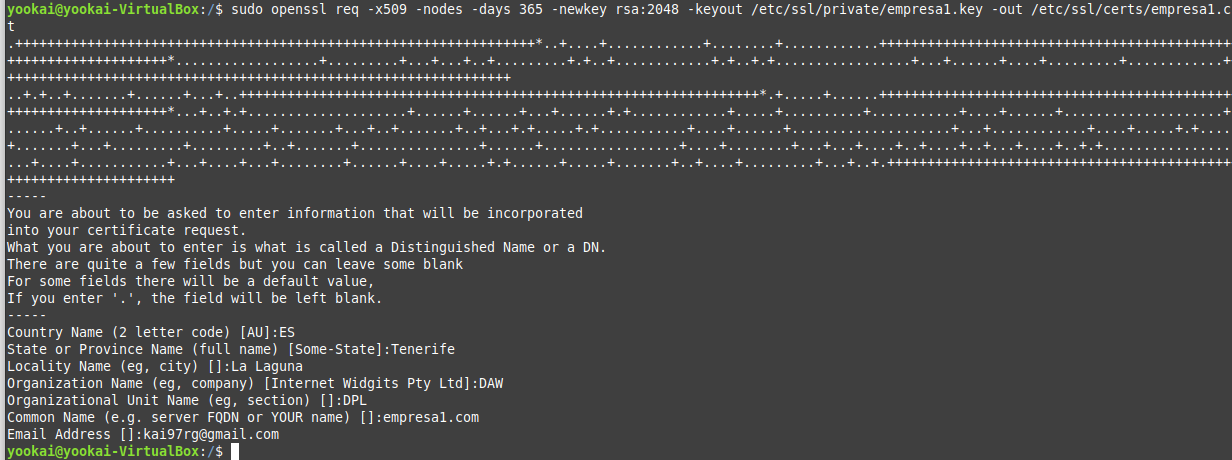 yookai@yookai-VirtualBox:/$ sudo openssl req -x509 -nodes -days 365 -newkey rsa:2048 -keyout /etc/ssl/private/empresa1.key -out /etc/ssl/certs/empresa1.c
t
-----
You are about to be asked to enter information that will be incorporated
into your certificate request.
What you are about to enter is what is called a Distinguished Name or a DN.
There are quite a few fields but you can leave some blank
For some fields there will be a default value,
If you enter '.', the field will be left blank.
-----
Country Name (2 letter code) [AU]:ES
State or Province Name (full name) [Some-State]:Tenerife
Locality Name (eg, city) []:La Laguna
Organization Name (eg, company) [Internet Widgits Pty Ltd]:DAW
Organizational Unit Name (eg, section) []:DPL
Common Name (e.g. server FQDN or YOUR name) []:empresa1.com
Email Address []:kai97rg@gmail.com
yookai@yookai-VirtualBox:/$